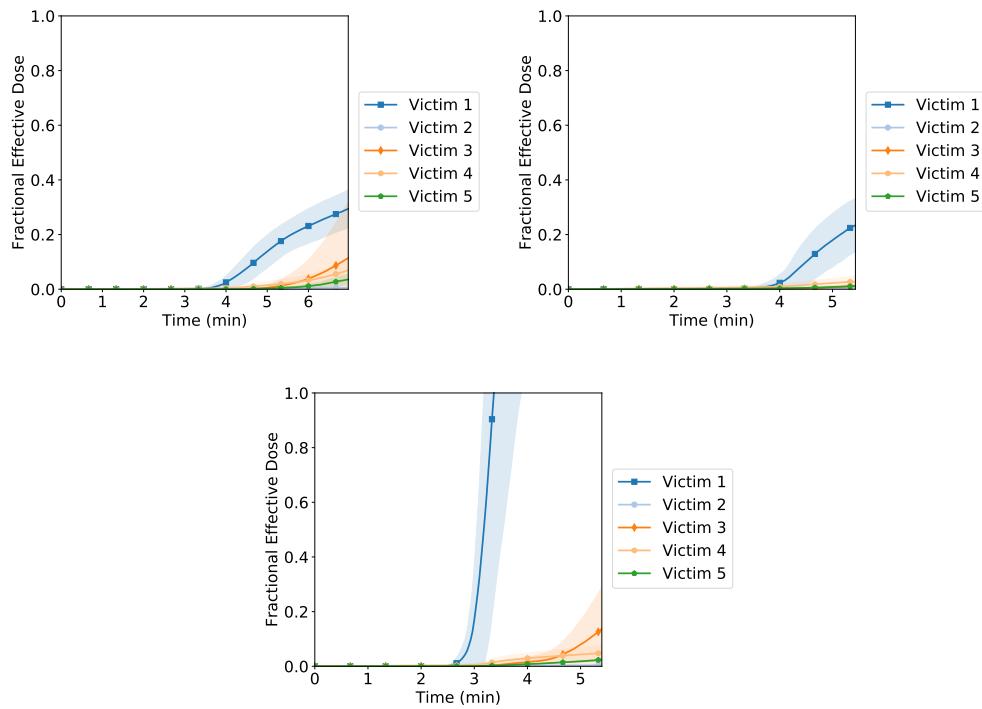 1.0
0.8
0.6
0.4
0.2
0.0
Fractional Effective Dose
0 1 2 3 4 5 6
Time (min)
Victim 1
Victim 2
Victim 3
Victim 4
Victim 5
1.0
0.8
0.6
0.4
0.2
0.0
Fractional Effective Dose
0 1 2 3 4 5
Time (min)
Victim 1
Victim 2
Victim 3
Victim 4
Victim 5
1.0
0.8
0.6
0.4
0.2
0.0
Fractional Effective Dose
0 1 2 3 4 5
Time (min)
Victim 1
Victim 2
Victim 3
Victim 4
Victim 5